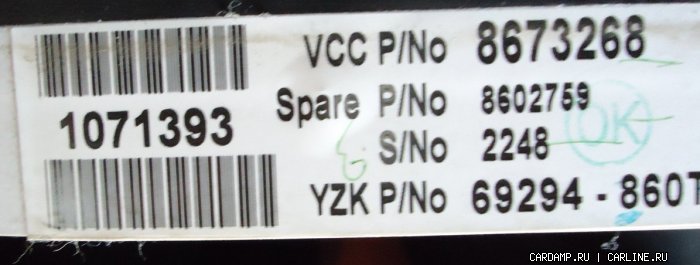 VCC P/No 8673268
Spare P/No 8602759
1071393
S/No 2248
OK
YZK P/No 69294 - 860T
CARDAMP.RU | CARLINE.RU